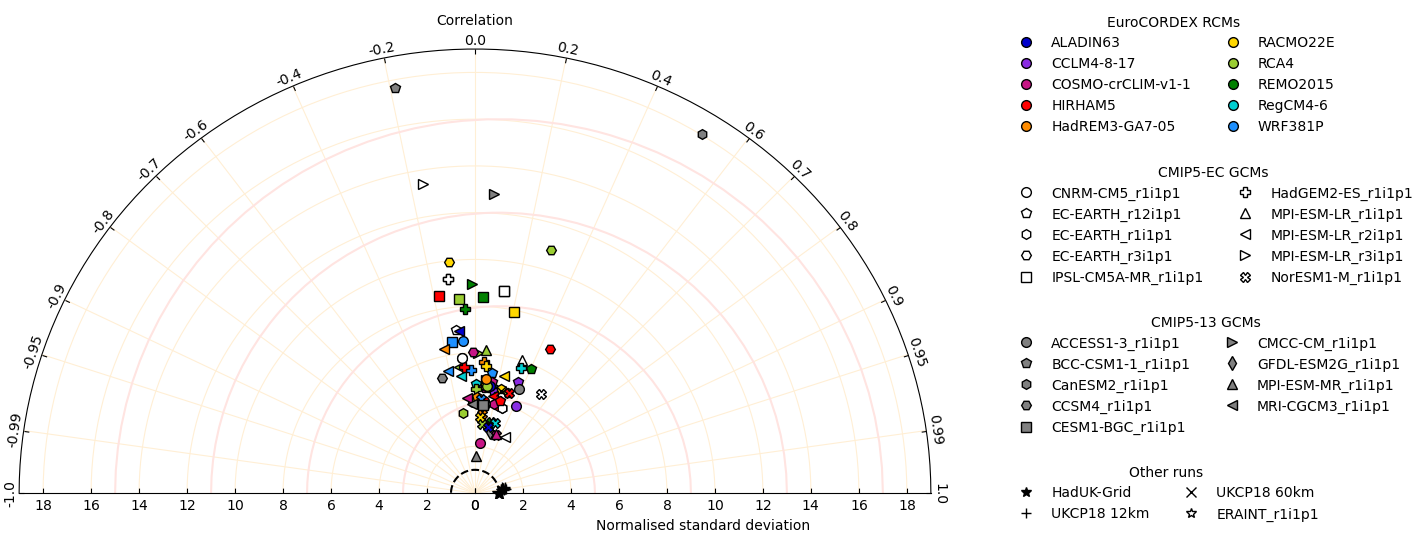 Correlation
-1.0
-0.99
-0.95
-0.9
-0.8
-0.7
-0.6
-0.4
-0.2
0.0
0.2
0.4
0.6
0.7
0.8
0.9
0.95
0.99
1.0
18 16 14 12 10 8 6 4 2 0 2 4 6 8 10 12 14 16 18
Normalised standard deviation
EuroCORDEX RCMs
ALADIN63
CCLM4-8-17
COSMO-crCLIM-v1-1
HIRHAM5
HadREM3-GA7-05
RACMO22E
RCA4
REMO2015
RegCM4-6
WRF381P
CMIP5-EC GCMs
CNRM-CM5_r1i1p1
EC-EARTH_r12i1p1
EC-EARTH_r1i1p1
EC-EARTH_r3i1p1
IPSL-CM5A-MR_r1i1p1
HadGEM2-ES_r1i1p1
MPI-ESM-LR_r1i1p1
MPI-ESM-LR_r2i1p1
MPI-ESM-LR_r3i1p1
NorESM1-M_r1i1p1
CMIP5-13 GCMs
ACCESS1-3_r1i1p1
BCC-CSM1-1_r1i1p1
CanESM2_r1i1p1
CCSM4_r1i1p1
CESM1-BGC_r1i1p1
CMCC-CM_r1i1p1
GFDL-ESM2G_r1i1p1
MPI-ESM-MR_r1i1p1
MRI-CGCM3_r1i1p1
Other runs
HadUK-Grid
UKCP18 12km
UKCP18 60km
ERAINT_r1i1p1